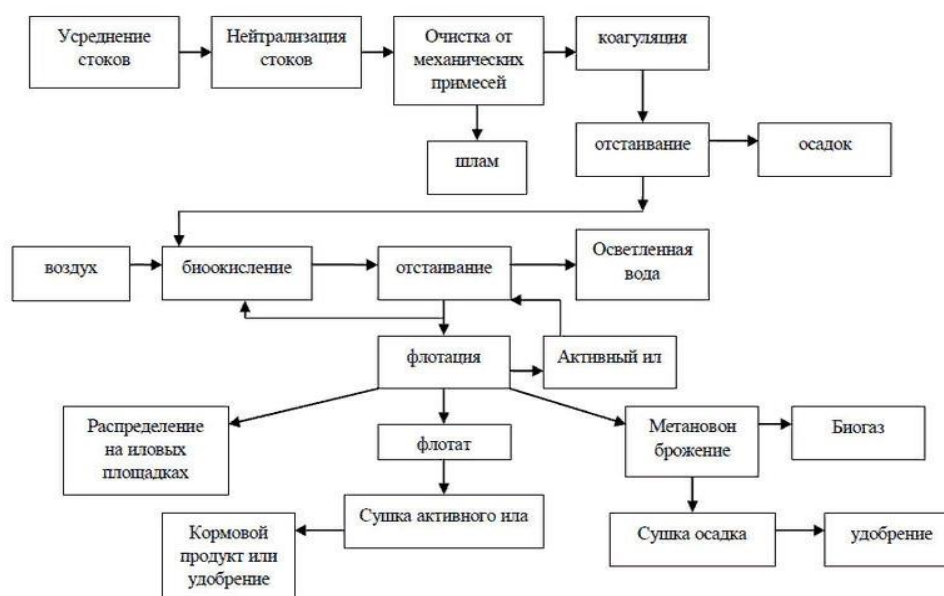 Усреднение
стоков
Нейтрализация
стоков
Очистка от
механических
примесей
коагуляция
шлам
отстаивание
осадок
воздух
биоокисление
отстаивание
Осветленная
вода
флотация
Активный ил
Распределение
на иловых
площадках
флотат
Метановон
брожение
Биогаз
Сушка активного ила
Кормовой
продукт или
удобрение
Сушка осадка
удобрение